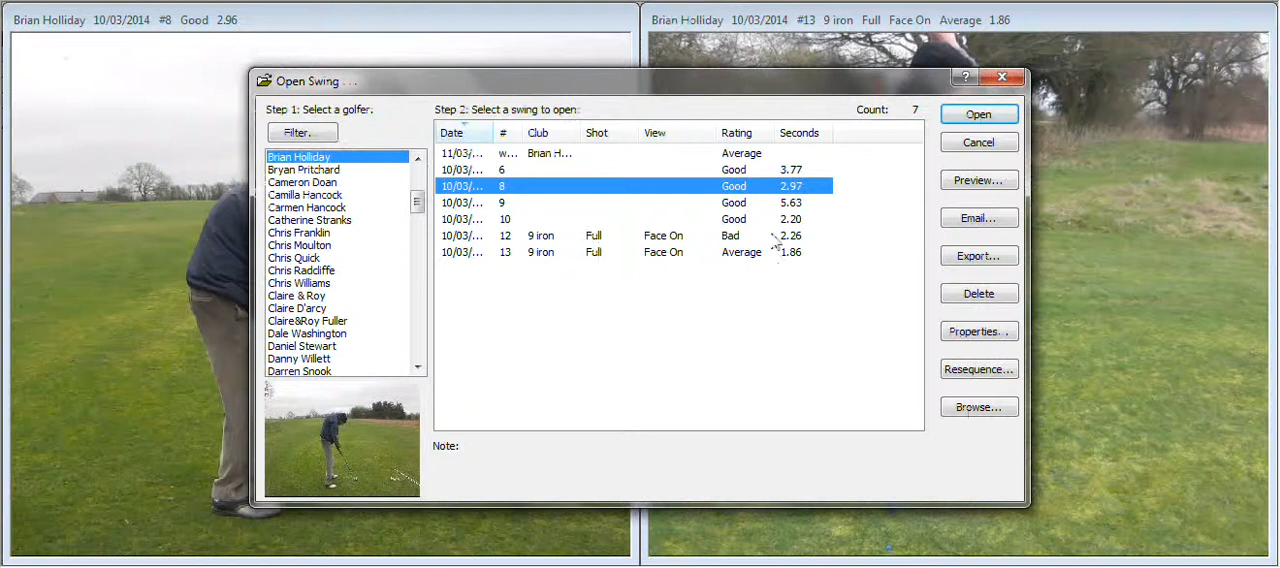 Brian Holliday 10/03/2014 #8 Good 2.96
Brian Holliday 10/03/2014 #13 9 iron Full Face On Average 1.86
Open Swing . . .
Step 1: Select a golfer.
Step 2: Select a swing to open:
Count: 7
Filter...
Brian Holliday
Bryan Pritchard
Cameron Doan
Camilla Hancock
Carmen Hancock
Catherine Stranks
Chris Franklin
Chris Moulton
Chris Quick
Chris Radcliffe
Chris Williams
Claire & Roy
Claire D'arcy
Claire&Roy Fuller
Dale Washington
Daniel Stewart
Danny Willett
Darren Snook
Date # Club Shot View Rating Seconds
11/03/... w... Brian H... Average
10/03/... 6 Good 3.77
10/03/... 8 Good 2.97
10/03/... 9 Good 5.63
10/03/... 10 Good 2.20
10/03/... 12 9 iron Full Face On Bad 2.26
10/03/... 13 9 iron Full Face On Average 1.86
Note:
Open
Cancel
Preview...
Email...
Export...
Delete
Properties...
Resequence...
Browse...